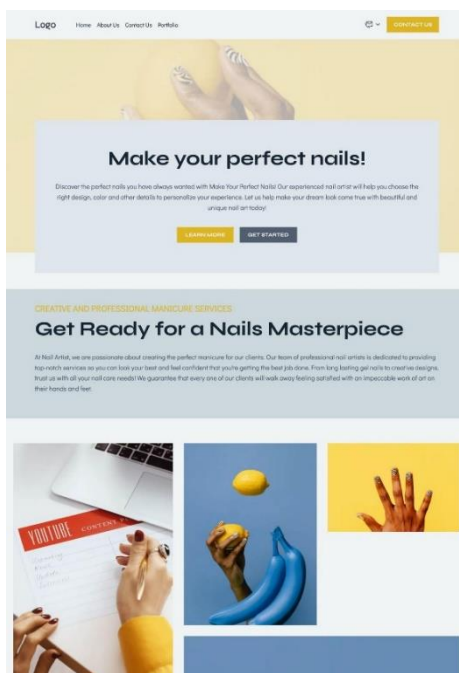 Logo
Home About Us Contact Us Portfolio
CONTACT US
Make your perfect nails!
Discover the perfect nails you have always wanted with Make Your Perfect Nails! Our experienced nail artist will help you choose the
right design, color and other details to personalize your experience. Let us help make your dream look come true with beautiful and
unique nail art today!
LEARN MORE GET STARTED
CREATIVE AND PROFESSIONAL MANICURE SERVICES
Get Ready for a Nails Masterpiece
At Nail Artist, we are passionate about creating the perfect manicure for our clients. Our team of professional nail artists is dedicated to providing
top-notch services so you can look your best and feel confident that you're getting the best job done. From long lasting gel nails to creative designs,
trust us with all your nail care needs! We guarantee that every one of our clients will walk away feeling satisfied with an impeccable work of art on
their hands and feet.
YOUTUBE CONTENT